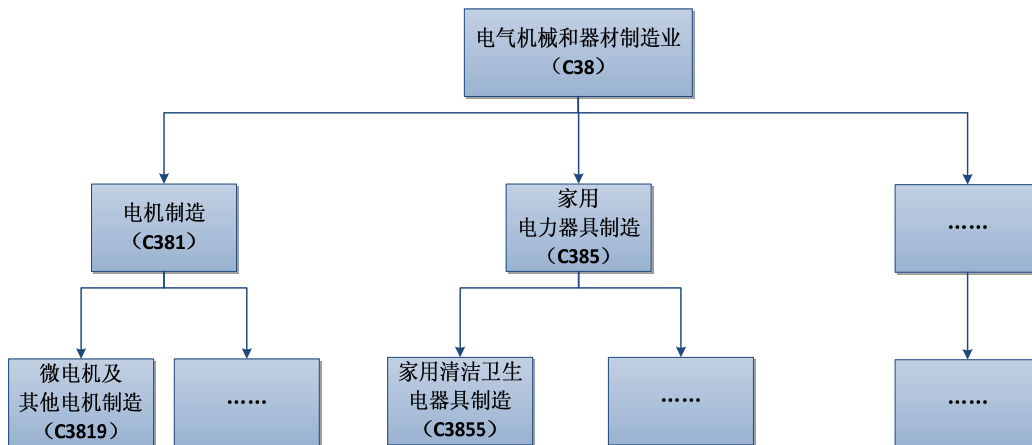 电气机械和器材制造业
（C38）
电机制造
（C381）
家用
电力器具制造
（C385）
……
微电机及
其他电机制造
（C3819）
……
家用清洁卫生
电器具制造
（C3855）
……
……